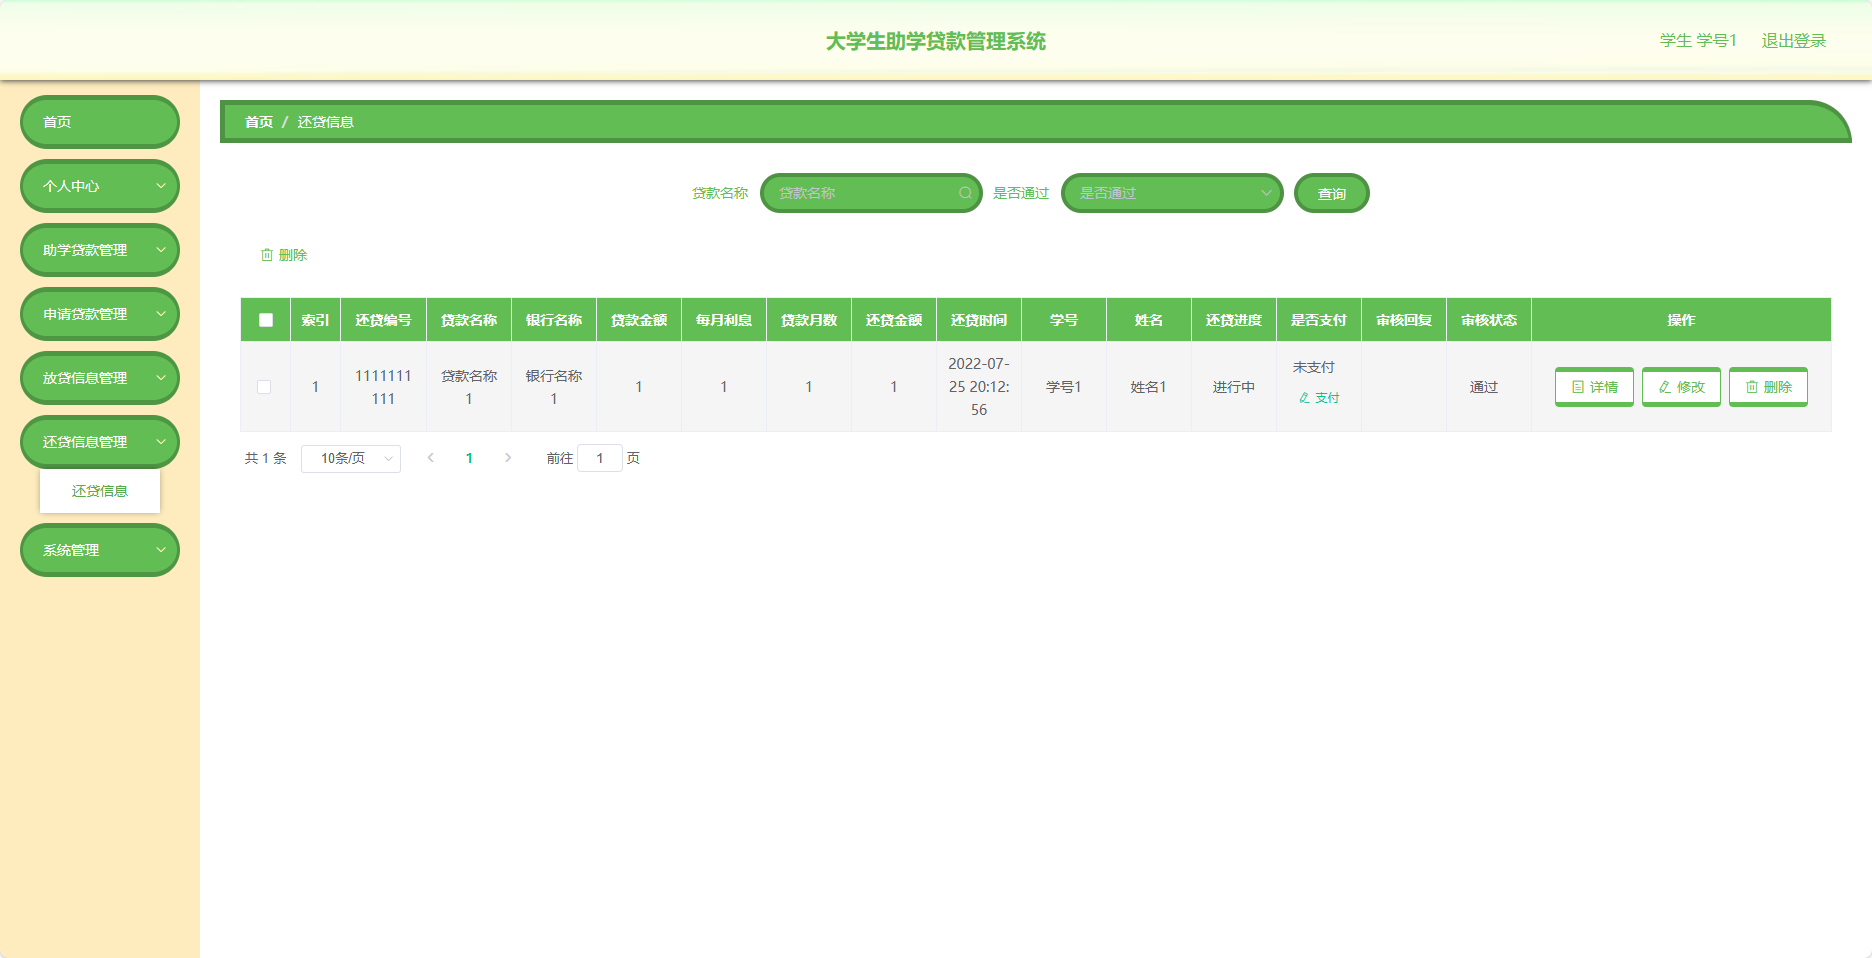 大学生助学贷款管理系统
学生 学号1 退出登录
首页
个人中心
助学贷款管理
申请贷款管理
放贷信息管理
还贷信息管理
还贷信息
系统管理
首页 / 还贷信息
贷款名称 贷款名称 是否通过 是否通过 查询
删除
索引 还贷编号 贷款名称 银行名称 贷款金额 每月利息 贷款月数 还贷金额 还贷时间 学号 姓名 还贷进度 是否支付 审核回复 审核状态 操作
1 1111111111 贷款名称1 银行名称1 1 1 1 1 2022-07-25 20:12:56 学号1 姓名1 进行中 未支付 支付 通过 详情 修改 删除
共 1 条 10条/页 1 前往 1 页